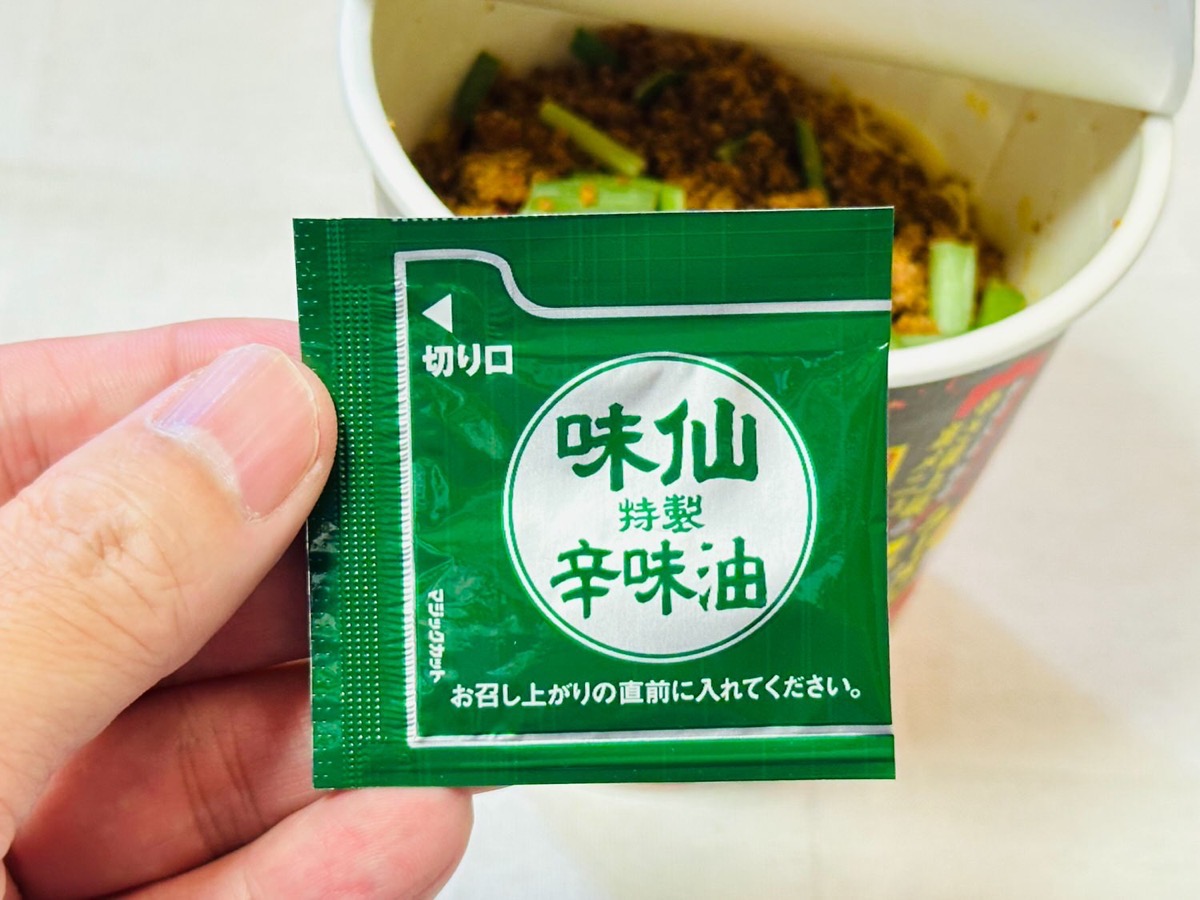 切り口
味仙
特製
辛味油
マジックカット
お召し上がりの直前に入れてください。